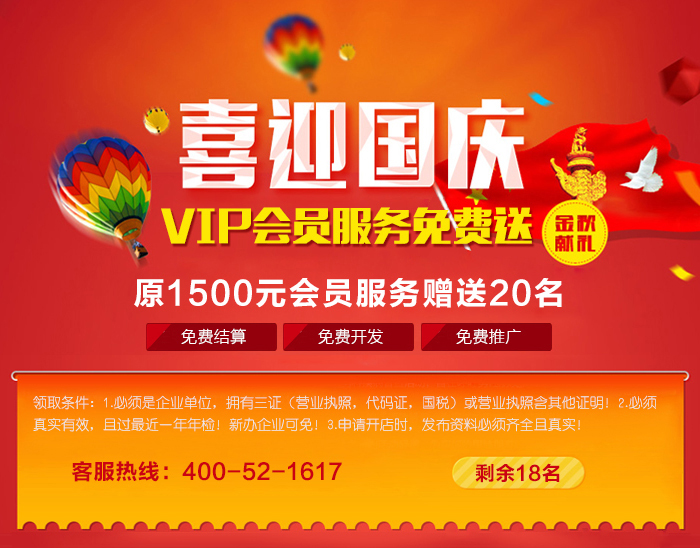 喜迎国庆
VIP会员服务免费送
金秋
献礼
原1500元会员服务赠送20名
免费结算 免费开发 免费推广
领取条件：1.必须是企业单位，拥有三证（营业执照，代码证，国税）或营业执照含其他证明！2.必须
真实有效，且过最近一年年检！新办企业可免！3.申请开店时，发布资料必须齐全且真实！
客服热线：400-52-1617
剩余18名